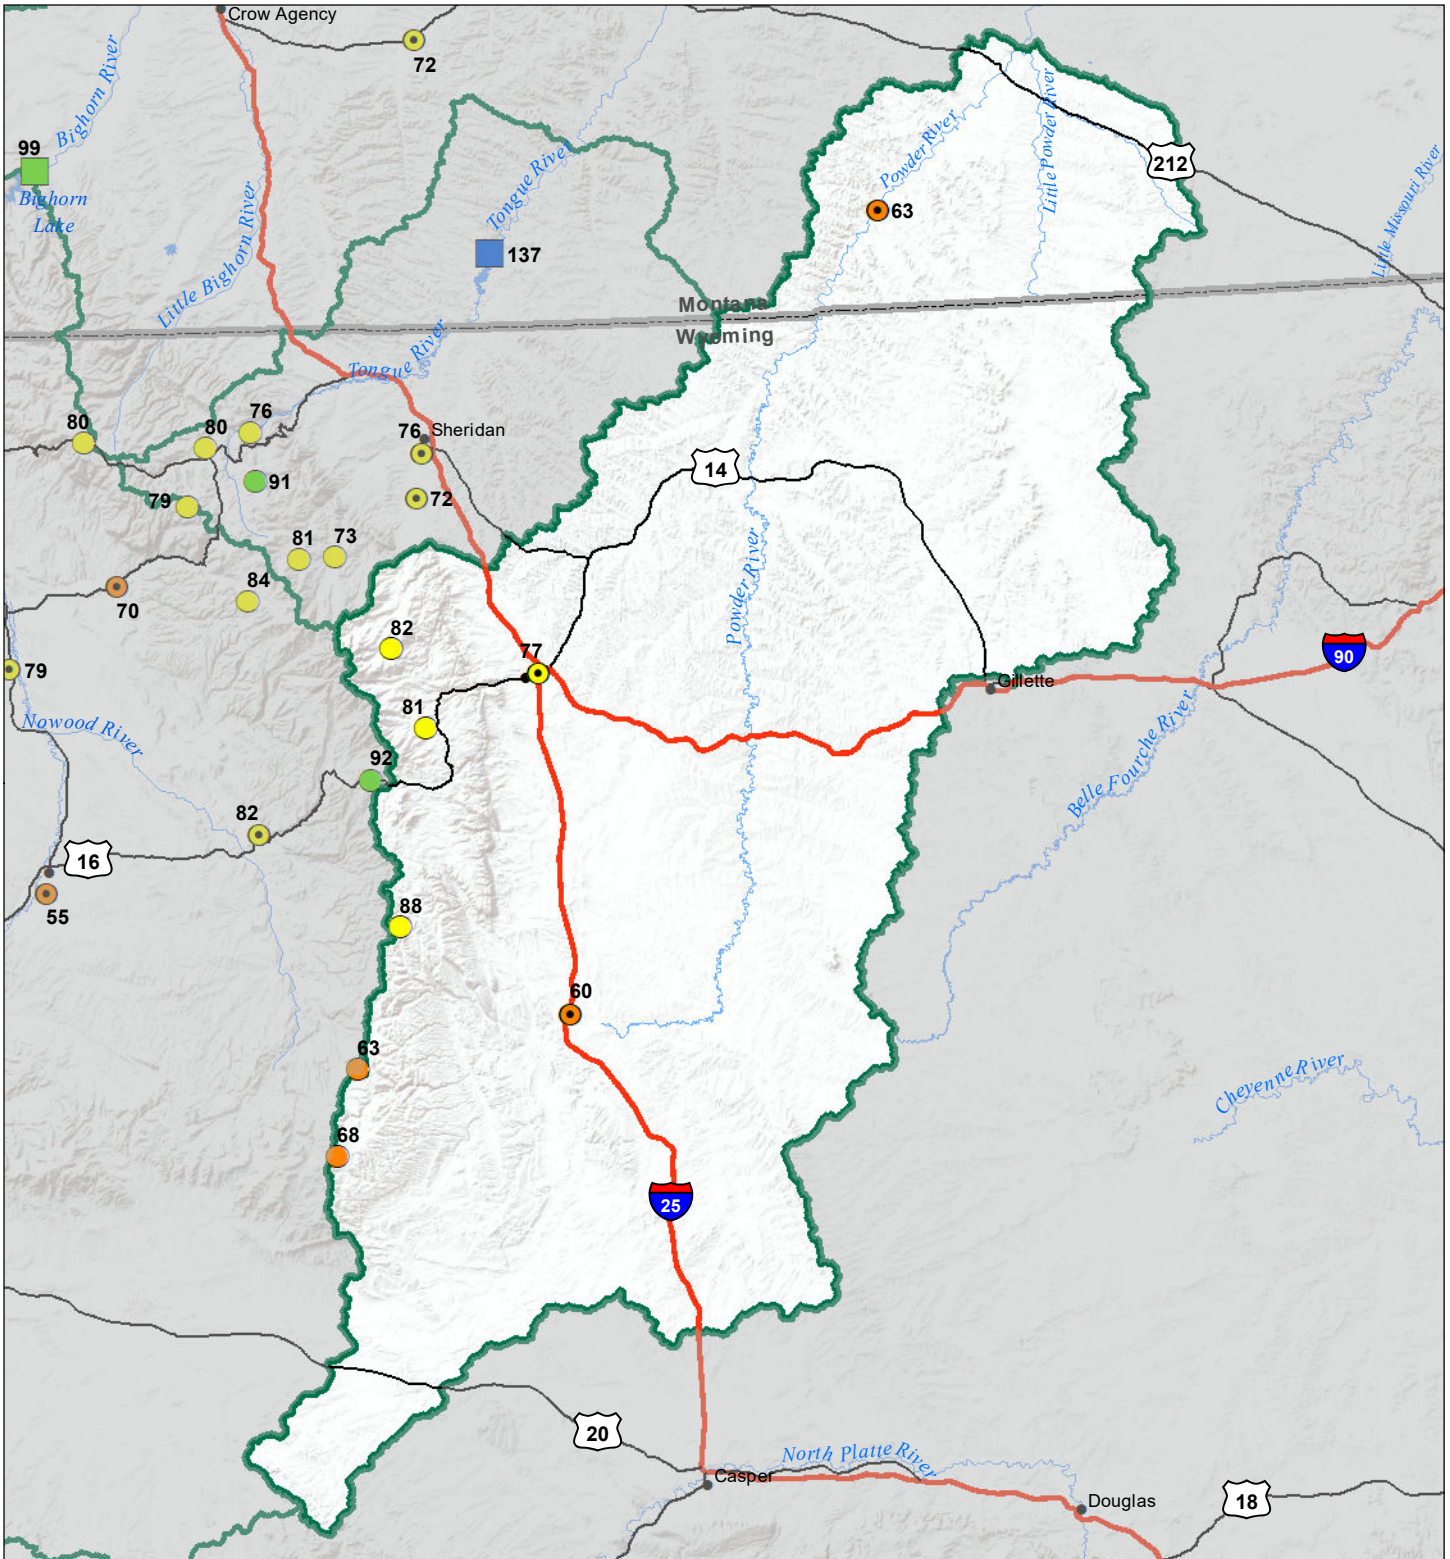 Crow Agency
72
Bighorn River
99
Bighorn
Lake
Little Bighorn River
Tongue River
137
Powder River
63
Little Powder River
212
Little Missouri River
Montana
Wyoming
Tongue River
80
80
76
76
Sheridan
91
72
79
81
73
84
70
14
Powder River
82
77
79
90
Gillette
Nowood River
81
92
Belle Fourche River
82
16
55
88
60
63
Cheyenne River
68
25
20
North Platte River
Casper
Douglas
18